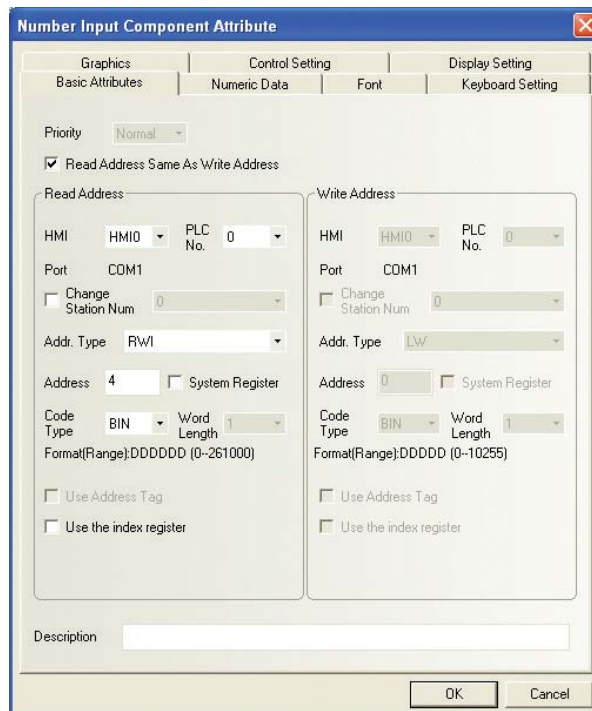 Number Input Component Attribute
Graphics Control Setting Display Setting
Basic Attributes Numeric Data Font Keyboard Setting
Priority Normal
Read Address Same As Write Address
Read Address
HMI HMI0 PLC No. 0
Port COM1
Change Station Num 0
Addr. Type RWI
Address 4 System Register
Code Type BIN Word Length 1
Format(Range):DDDDDD (0--261000)
Use Address Tag
Use the index register
Write Address
HMI HMI0 PLC No. 0
Port COM1
Change Station Num 0
Addr. Type LW
Address 0 System Register
Code Type BIN Word Length 1
Format(Range):DDDDD (0--10255)
Use Address Tag
Use the index register
Description
OK Cancel